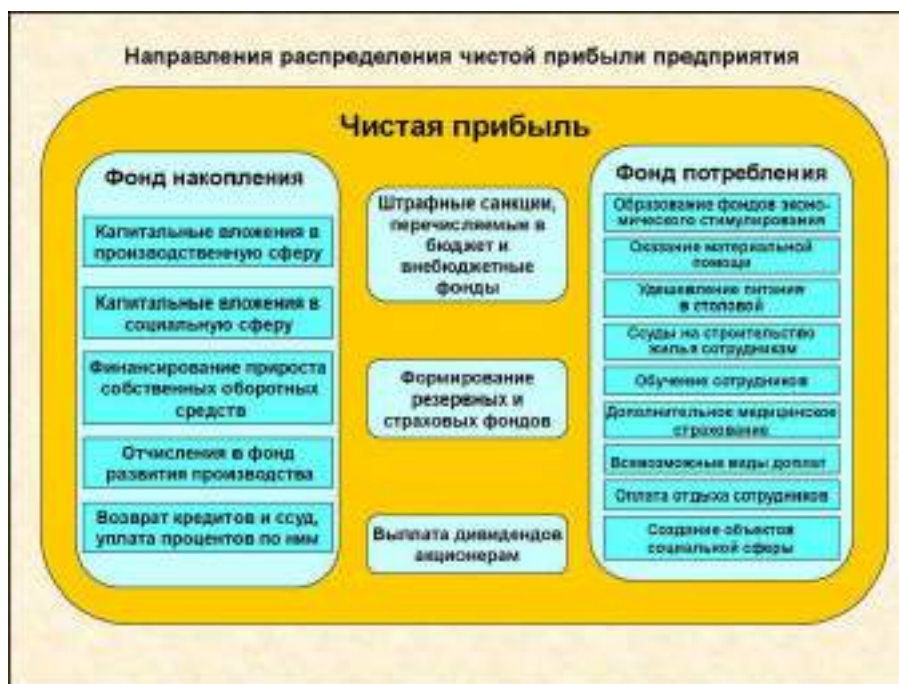 Направления распределения чистой прибыли предприятия
Чистая прибыль
Фонд накопления
Капитальные вложения в
производственную сферу
Капитальные вложения в
социальную сферу
Финансирование прироста
собственных оборотных
средств
Отчисления в фонд
развития производства
Возврат кредитов и ссуд,
уплата процентов по ним
Штрафные санкции,
перечисляемые в
бюджет и
внебюджетные
фонды
Формирование
резервных и
страховых фондов
Выплата дивидендов
акционерам
Фонд потребления
Образование фондов эконо-
мического стимулирования
Оказание материальной
помощи
Удешевление питания
в столовой
Ссуды на строительство
жилья сотрудникам
Обучение сотрудников
Дополнительное медицинское
страхование
Всевозможные виды доплат
Оплата отдыха сотрудников
Создание объектов
социальной сферы